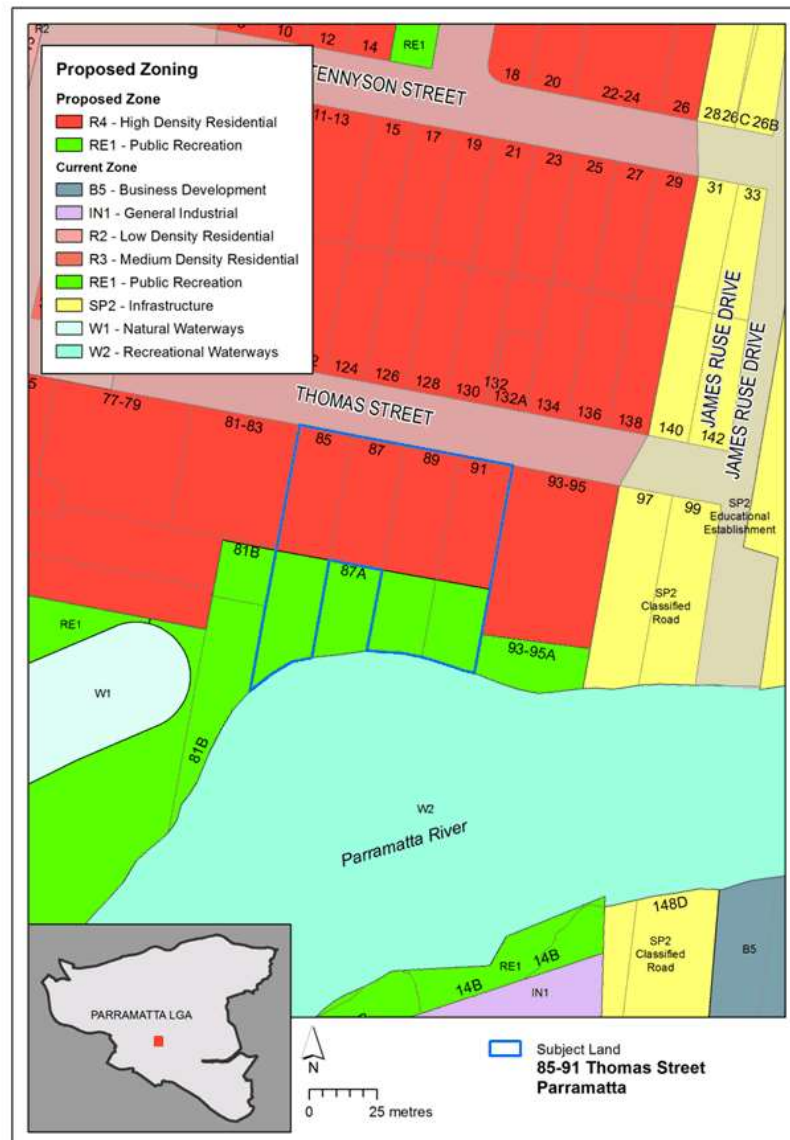 R2
10
12
14
RE1
TENNYSON STREET
18
20
22-24
26
28
26C
26B
Proposed Zoning
Proposed Zone
R4 - High Density Residential
RE1 - Public Recreation
Current Zone
B5 - Business Development
IN1 - General Industrial
R2 - Low Density Residential
R3 - Medium Density Residential
RE1 - Public Recreation
SP2 - Infrastructure
W1 - Natural Waterways
W2 - Recreational Waterways
11-13
15
17
19
21
23
25
27
29
31
33
JAMES RUSE DRIVE
JAMES RUSE DRIVE
124
126
128
130
132
132A
134
136
138
140
142
THOMAS STREET
77-79
81-83
85
87
89
91
93-95
97
99
SP2
Educational
Establishment
81B
87A
SP2
Classified
Road
RE1
93-95A
W1
81B
W2
Parramatta River
148D
SP2
Classified
Road
B5
14B
RE1
14B
IN1
PARRAMATTA LGA
N
0 25 metres
Subject Land
85-91 Thomas Street
Parramatta